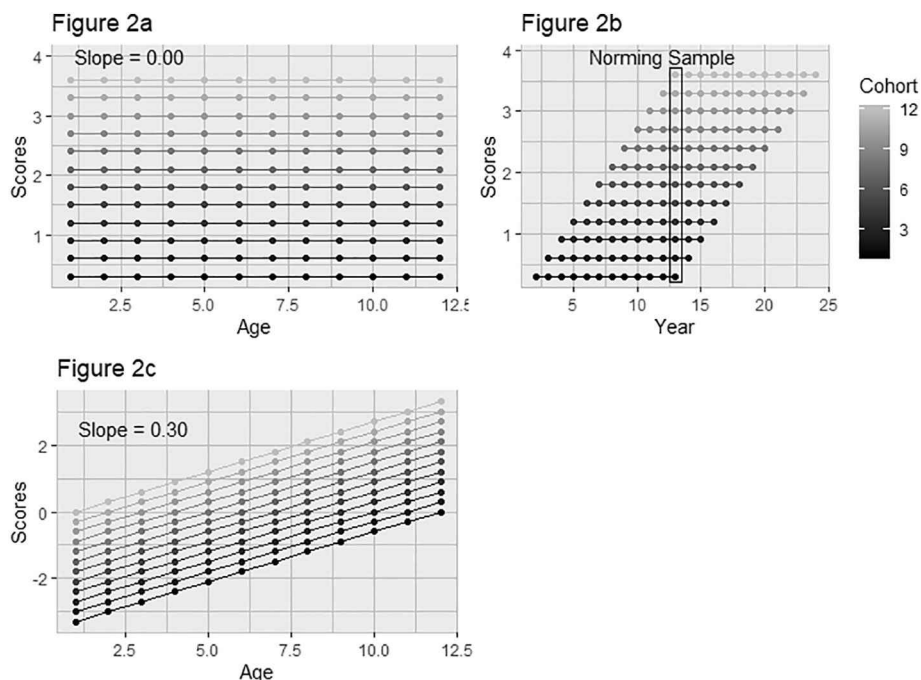 Figure 2a
Slope = 0.00
4
3
2
1
Scores
2.5 5.0 7.5 10.0 12.5
Age
Figure 2b
Norming Sample
4
3
2
1
Scores
5 10 15 20 25
Year
Cohort
12
9
6
3
Figure 2c
Slope = 0.30
2
0
-2
Scores
2.5 5.0 7.5 10.0 12.5
Age